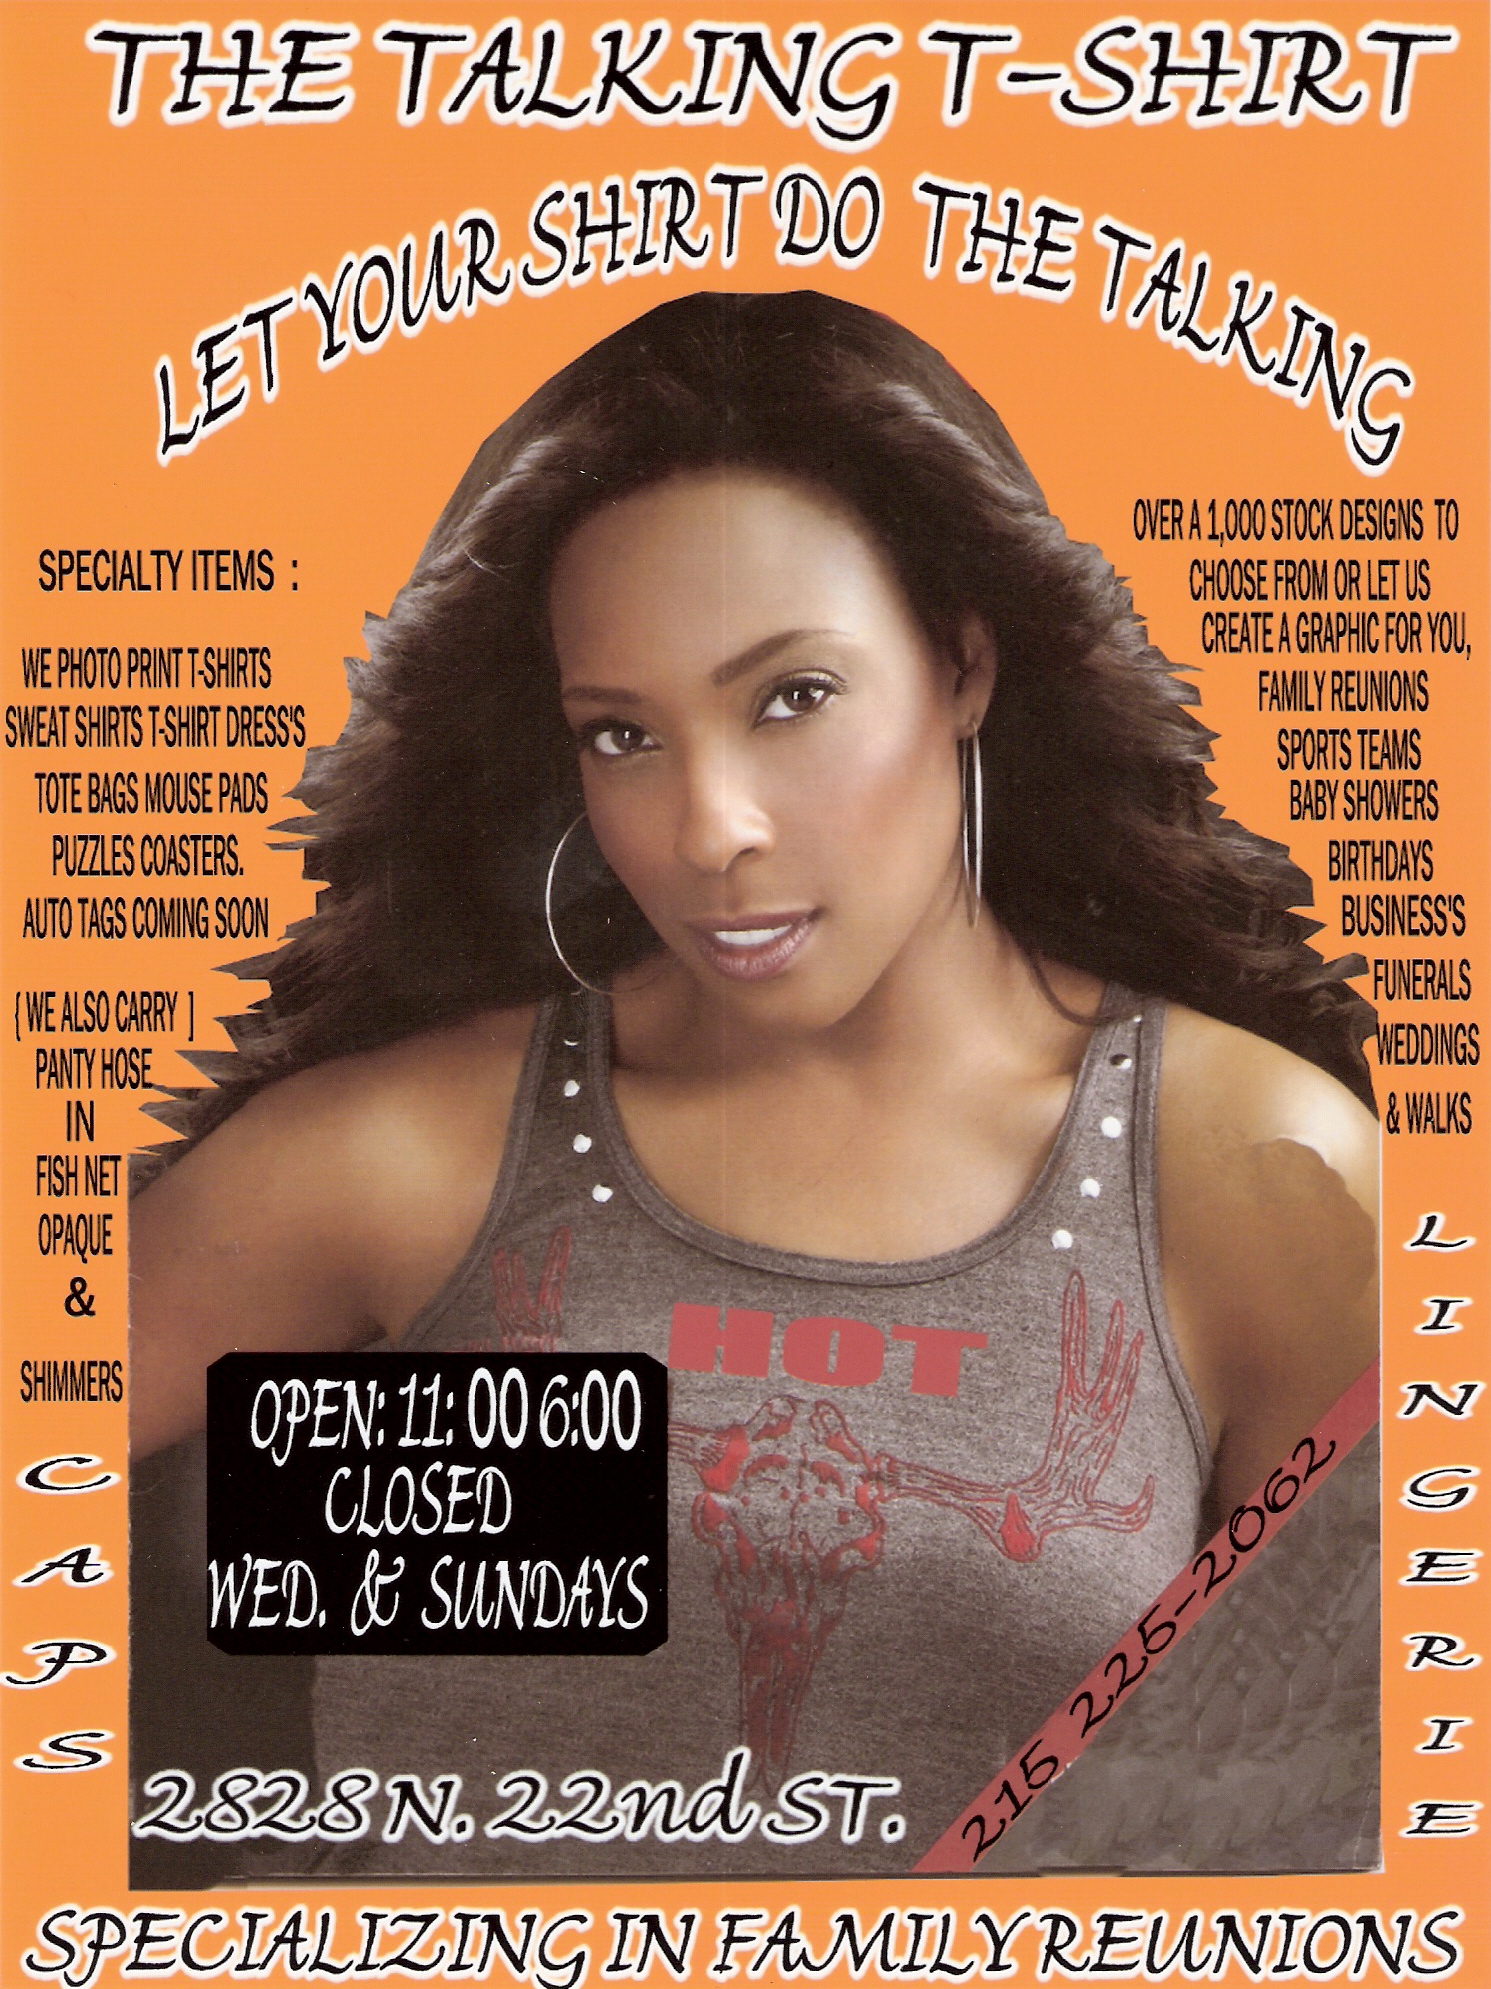 THE TALKING T-SHIRT
LET YOUR SHIRT DO THE TALKING
SPECIALTY ITEMS :
WE PHOTO PRINT T-SHIRTS
SWEAT SHIRTS T-SHIRT DRESS'S
TOTE BAGS MOUSE PADS
PUZZLES COASTERS.
AUTO TAGS COMING SOON
{ WE ALSO CARRY ]
PANTY HOSE
IN
FISH NET
OPAQUE
&
SHIMMERS
CAPS
OVER A 1,000 STOCK DESIGNS TO
CHOOSE FROM OR LET US
CREATE A GRAPHIC FOR YOU,
FAMILY REUNIONS
SPORTS TEAMS
BABY SHOWERS
BIRTHDAYS
BUSINESS'S
FUNERALS
WEDDINGS
& WALKS
LINGERIE
HOT
OPEN: 11: 00 6:00
CLOSED
WED. & SUNDAYS
215 225-2062
2828 N. 22nd ST.
SPECIALIZING IN FAMILY REUNIONS